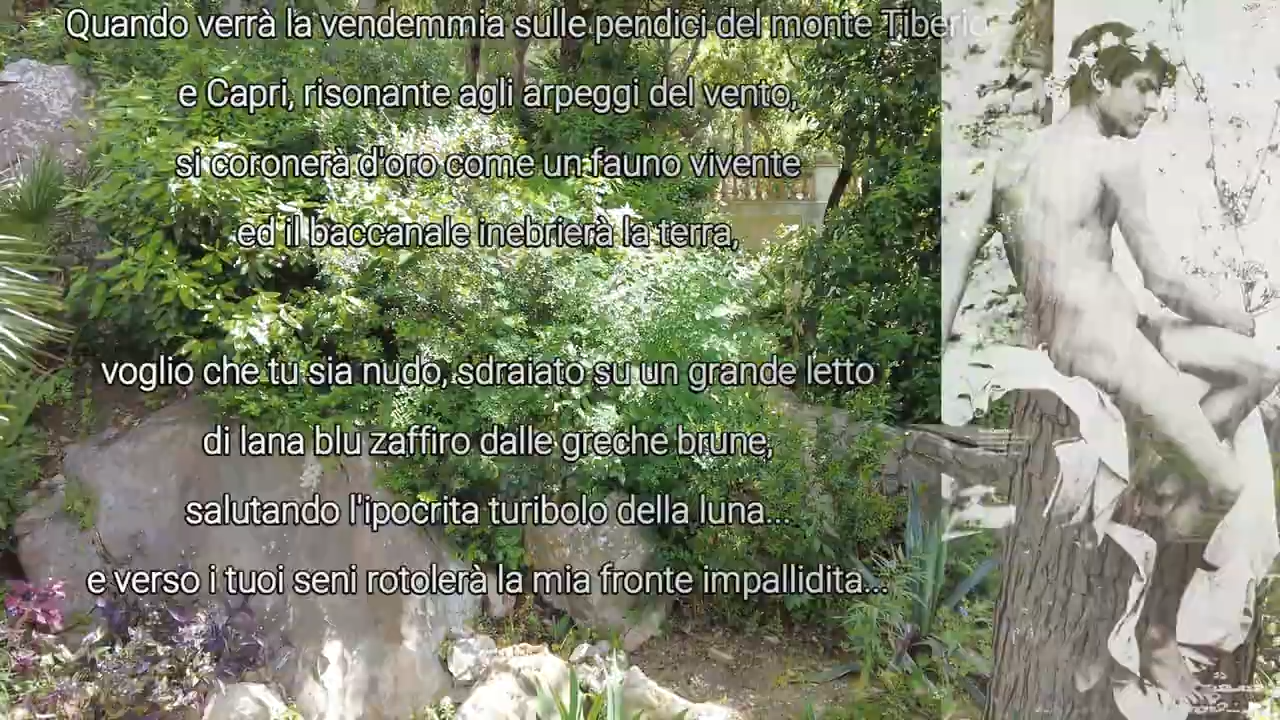 Quando verrà la vendemmia sulle pendici del monte Tiberio
e Capri, risonante agli arpeggi del vento,
si coronerà d'oro come un fauno vivente
ed il baccanale inebrierà la terra,
voglio che tu sia nudo, sdraiato su un grande letto
di lana blu zaffiro dalle greche brune,
salutando l'ipocrita turibolo della luna...
e verso i tuoi seni rotolerà la mia fronte impallidita...